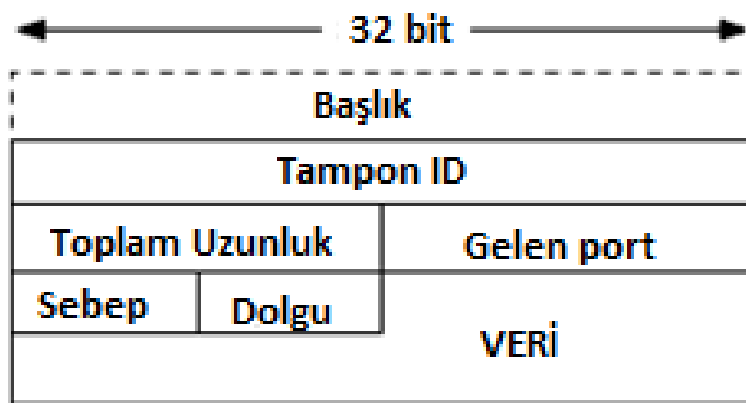 32 bit
Başlık
Tampon ID
Toplam Uzunluk Gelen port
Sebep Dolgu
VERİ